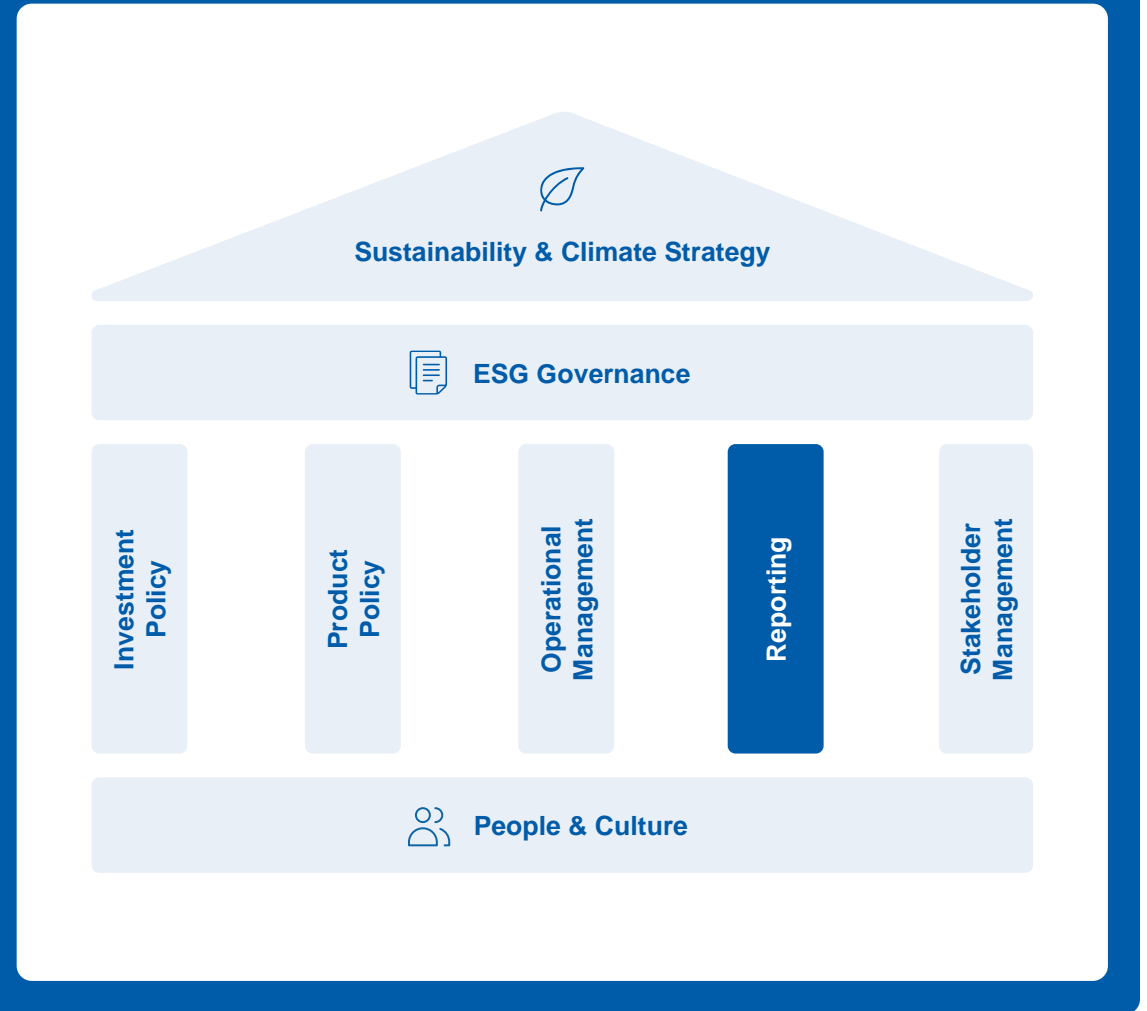 Sustainability & Climate Strategy
ESG Governance
Investment
Policy
Product
Policy
Operational
Management
Reporting
Stakeholder
Management
People & Culture